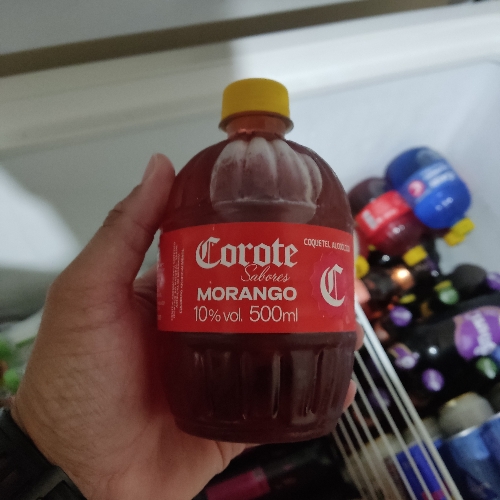 Corote
Sabores
MORANGO
10% vol. 500ml
COQUETEL ALCOÓLICO
C